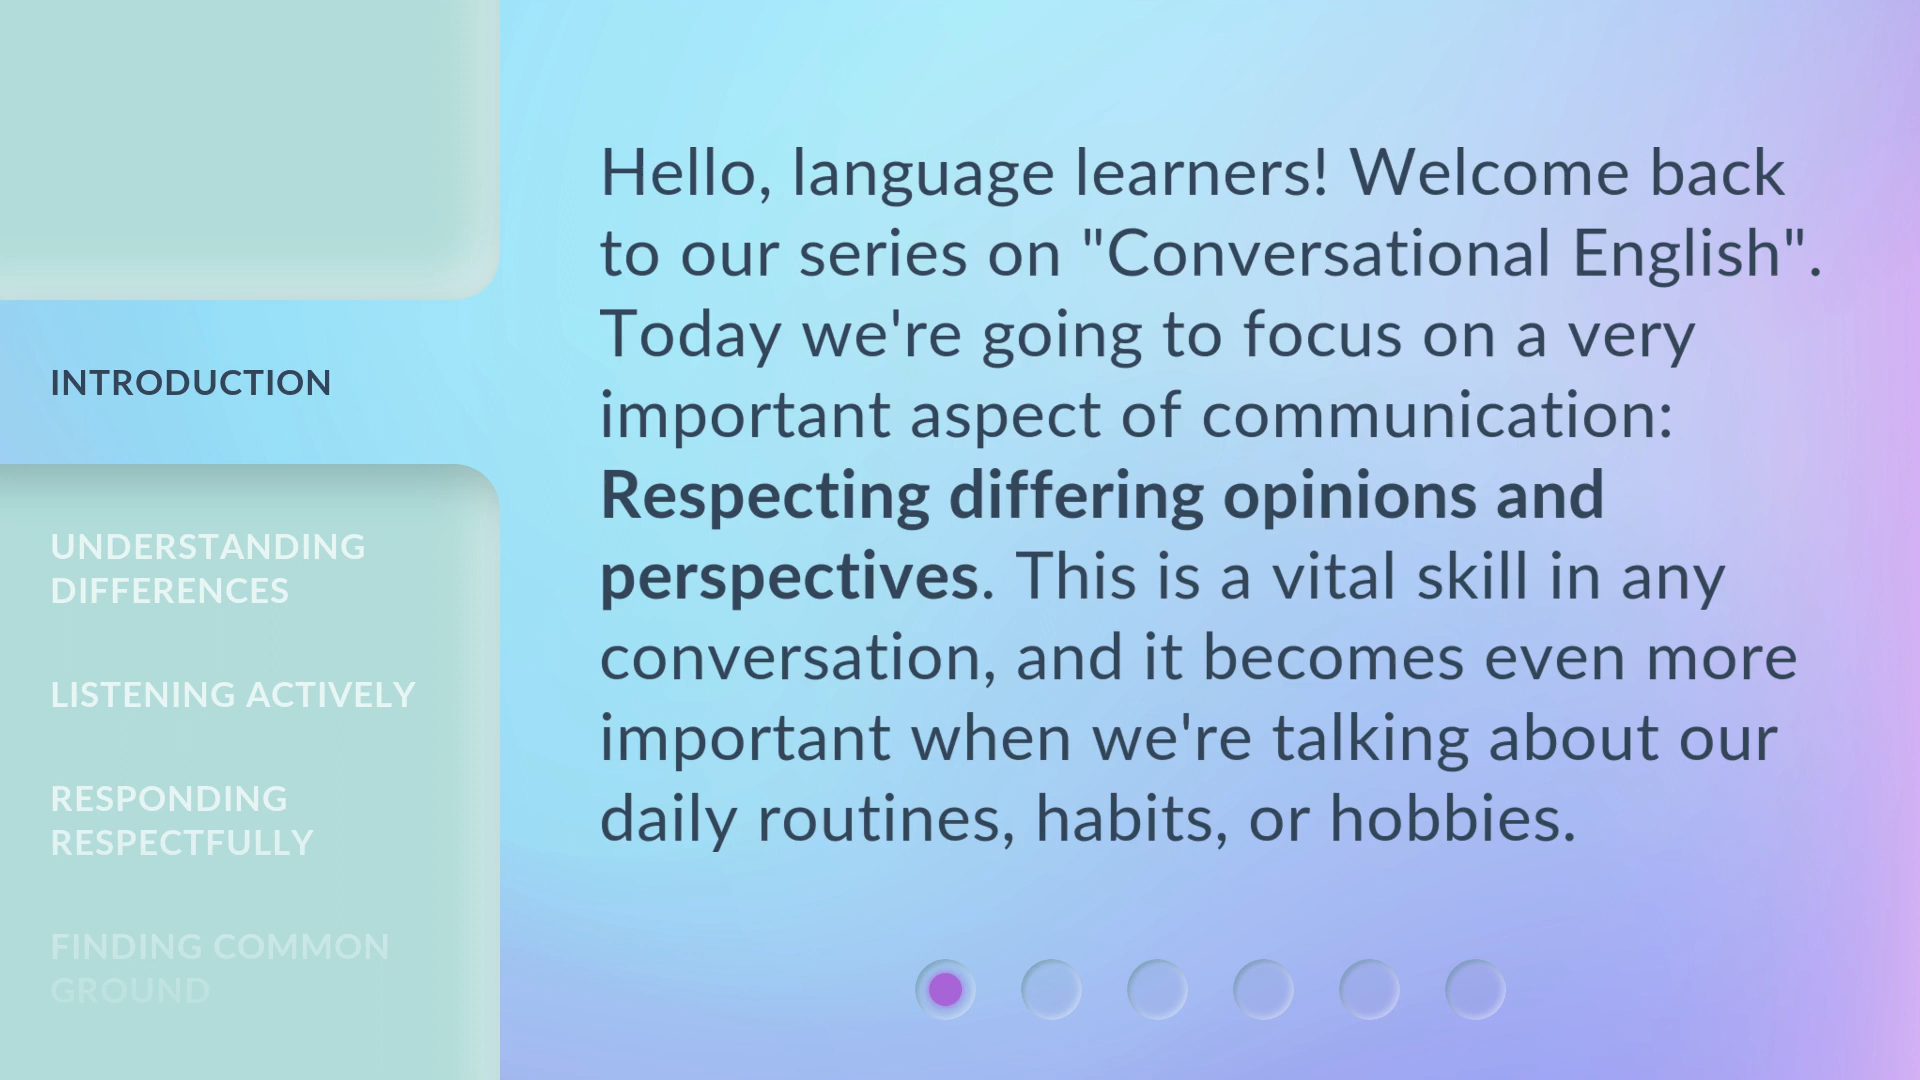 INTRODUCTION
UNDERSTANDING
DIFFERENCES
LISTENING ACTIVELY
RESPONDING
RESPECTFULLY
FINDING COMMON
GROUND
Hello, language learners! Welcome back
to our series on "Conversational English".
Today we're going to focus on a very
important aspect of communication:
Respecting differing opinions and
perspectives. This is a vital skill in any
conversation, and it becomes even more
important when we're talking about our
daily routines, habits, or hobbies.